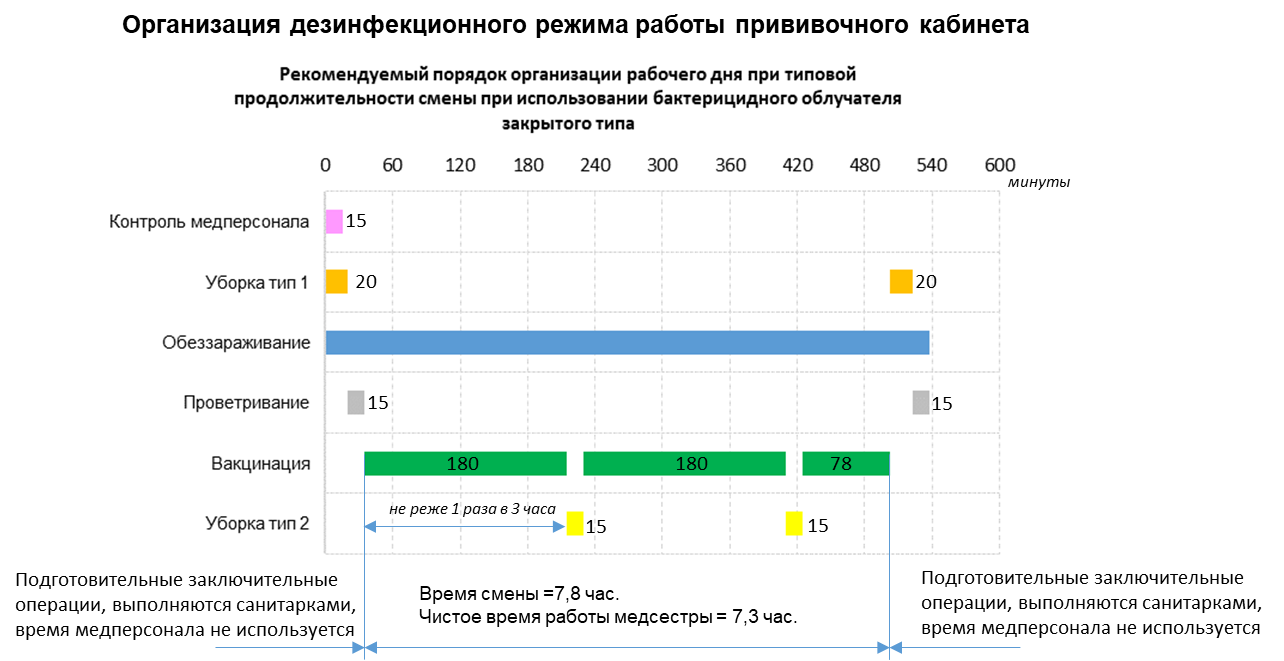 Организация дезинфекционного режима работы прививочного кабинета
Рекомендуемый порядок организации рабочего дня при типовой
продолжительности смены при использовании бактерицидного облучателя
закрытого типа
0 60 120 180 240 300 360 420 480 540 600
минуты
Контроль медперсонала 15
Уборка тип 1 20 20
Обеззараживание
Проветривание 15 15
Вакцинация 180 180 78
не реже 1 раза в 3 часа
Уборка тип 2 15 15
Подготовительные заключительные
операции, выполняются санитарками,
время медперсонала не используется
Время смены =7,8 час.
Чистое время работы медсестры = 7,3 час.
Подготовительные заключительные
операции, выполняются санитарками,
время медперсонала не используется